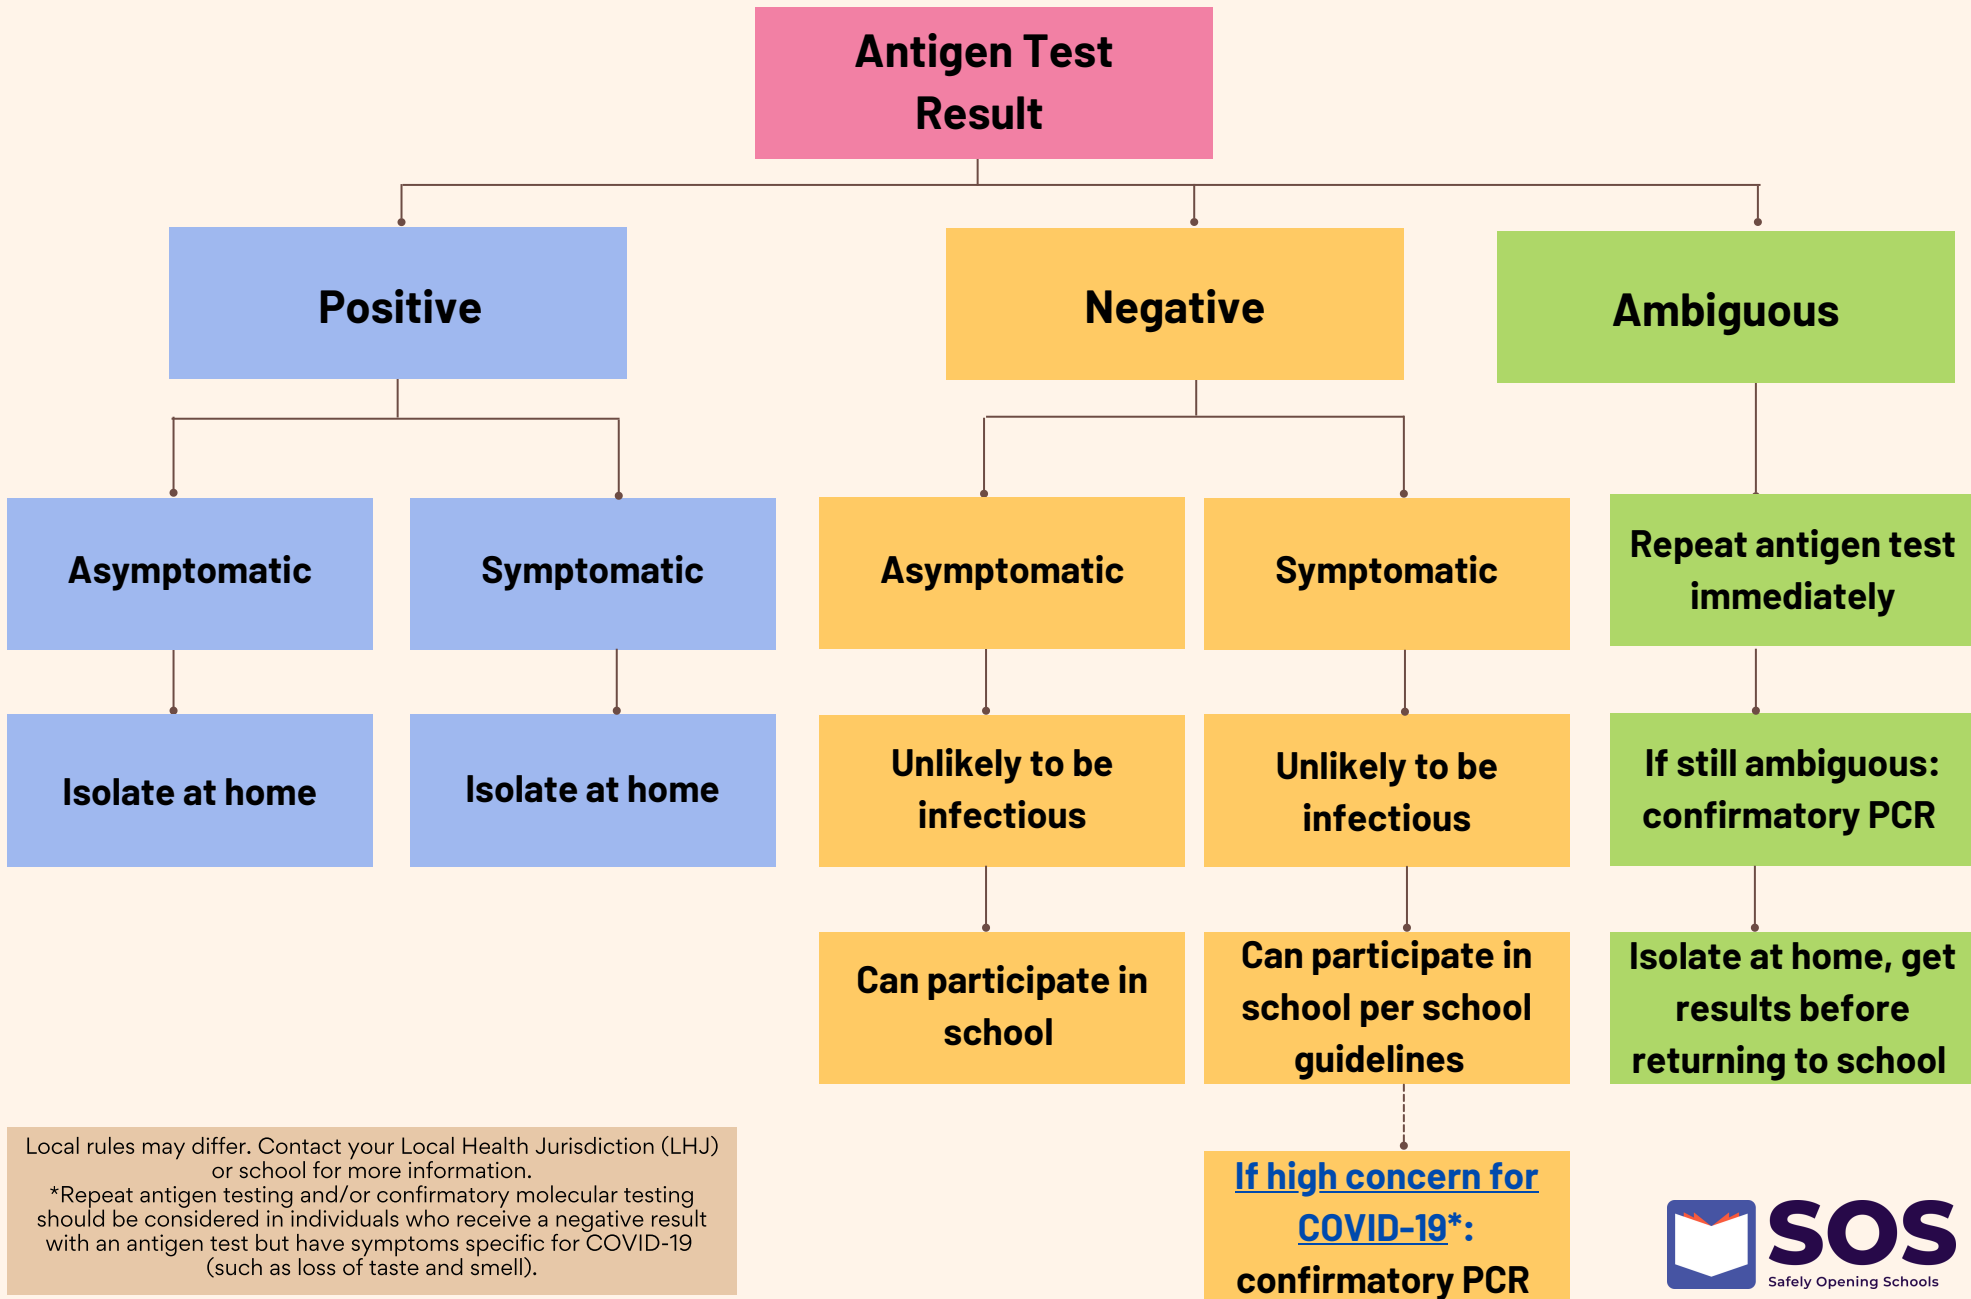 Antigen Test
Result
Positive
Negative
Ambiguous
Asymptomatic
Symptomatic
Asymptomatic
Symptomatic
Repeat antigen test
immediately
Isolate at home
Isolate at home
Unlikely to be
infectious
Unlikely to be
infectious
If still ambiguous:
confirmatory PCR
Can participate in
school
Can participate in
school per school
guidelines
Isolate at home, get
results before
returning to school
Local rules may differ. Contact your Local Health Jurisdiction (LHJ)
or school for more information.
*Repeat antigen testing and/or confirmatory molecular testing
should be considered in individuals who receive a negative result
with an antigen test but have symptoms specific for COVID-19
(such as loss of taste and smell).
If high concern for
COVID-19*:
confirmatory PCR
SOS
Safely Opening Schools